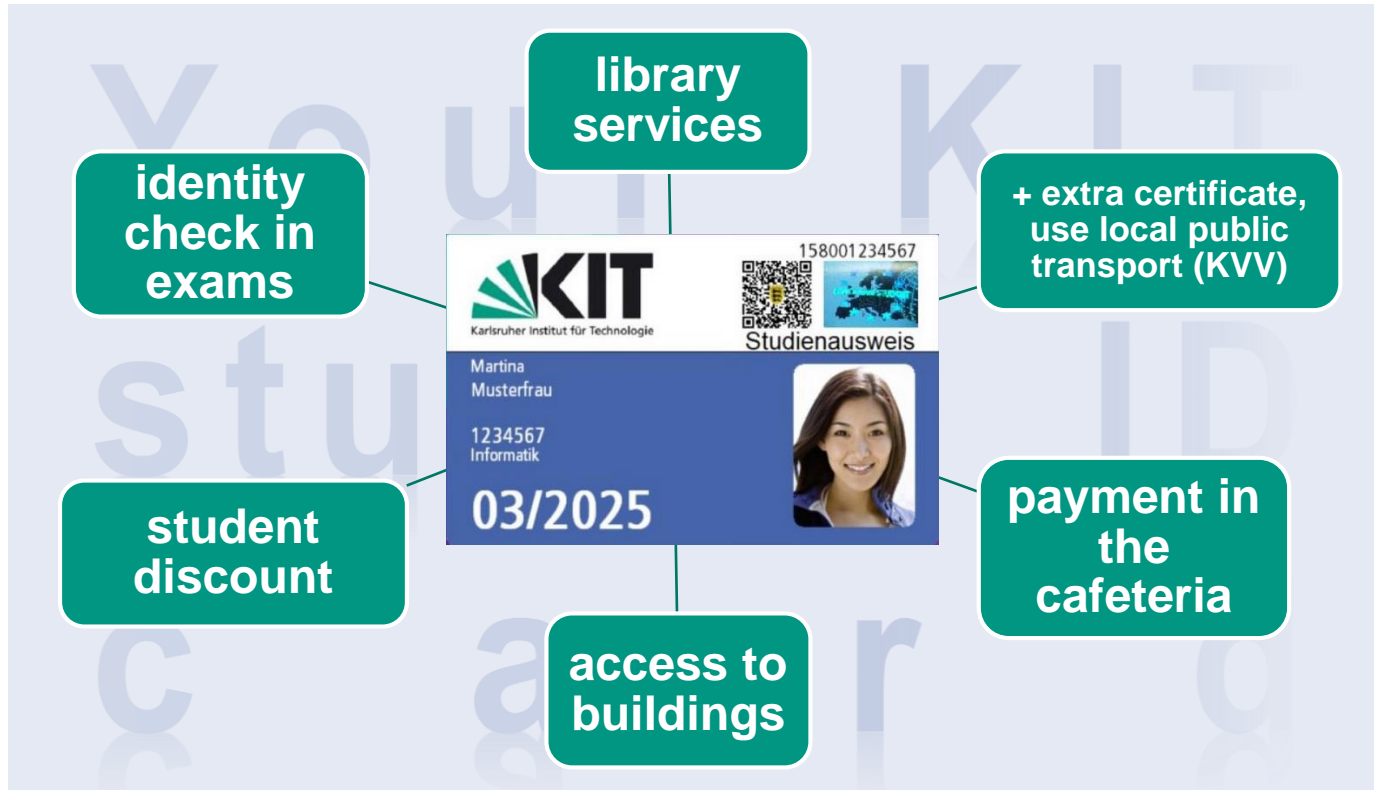 Your KIT
student ID
card
library
services
identity
check in
exams
+ extra certificate,
use local public
transport (KVV)
KIT
Karlsruher Institut für Technologie
158001234567
Studienausweis
Martina
Musterfrau
1234567
Informatik
03/2025
student
discount
payment in
the
cafeteria
access to
buildings